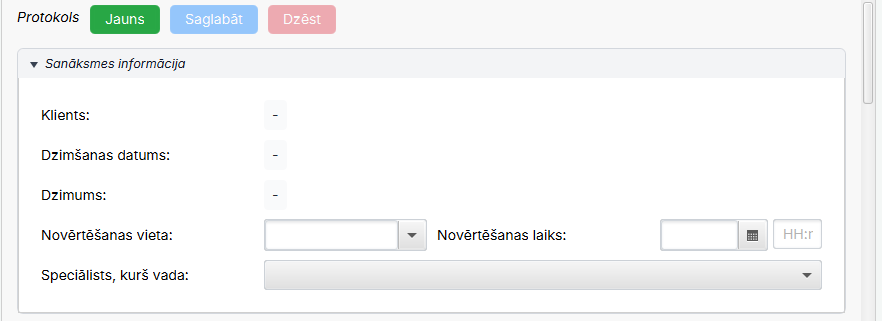 Protokols Jauns Saglabāt Dzēst
Sanāksmes informācija
Klients: -
Dzimšanas datums: -
Dzimums: -
Novērtēšanas vieta: Novērtēšanas laiks: HH:r
Speciālists, kurš vada: